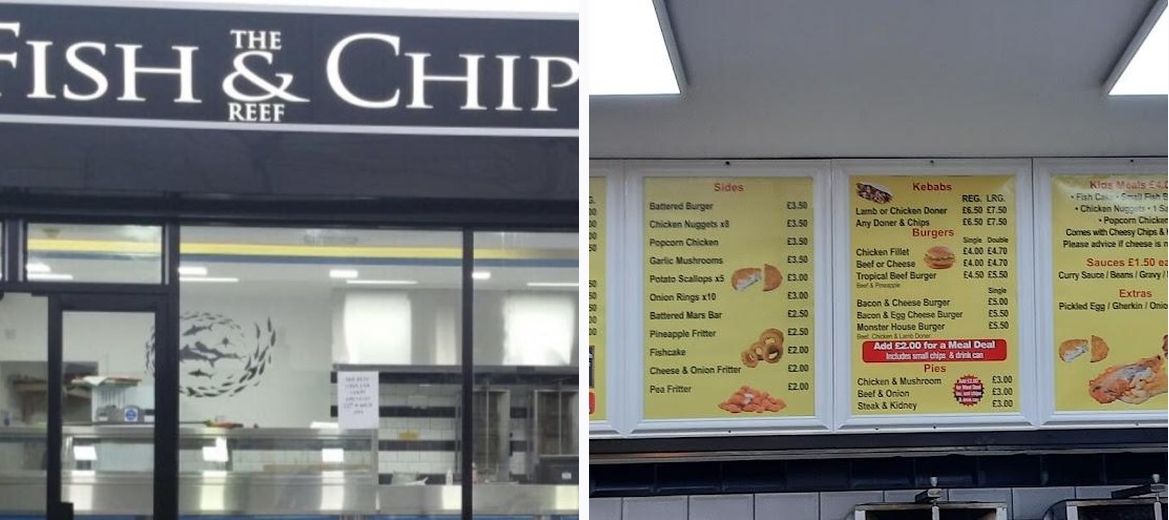 FISH & CHIP
THE
REEF
Sides
Battered Burger £3.50
Chicken Nuggets x8 £3.50
Popcorn Chicken £3.50
Garlic Mushrooms £3.50
Potato Scallops x5 £3.00
Onion Rings x10 £3.00
Battered Mars Bar £2.50
Pineapple Fritter £2.50
Fishcake £2.00
Cheese & Onion Fritter £2.00
Pea Fritter £2.00
Kebabs
REG. LRG.
Lamb or Chicken Doner £6.50 £7.50
Any Doner & Chips £6.50 £7.50
Burgers
Single Double
Chicken Fillet £4.00 £4.70
Beef or Cheese £4.00 £4.70
Tropical Beef Burger £4.50 £5.50
Beef & Pineapple
Single
Bacon & Cheese Burger £5.00
Bacon & Egg Cheese Burger £5.50
Monster House Burger £5.50
Beef, Chicken & Lamb Doner
Add £2.00 for a Meal Deal
Includes small chips & drink can
Pies
Chicken & Mushroom £3.00
Beef & Onion £3.00
Steak & Kidney £3.00
Kids Meals
• Fish Cake • Small Fish
• Chicken Nuggets • 1
• Popcorn Chicken
Comes with Cheesy Chips &
Please advise if cheese is
Sauces £1.50
Curry Sauce / Beans / Gravy /
Extras
Pickled Egg / Gherkin /